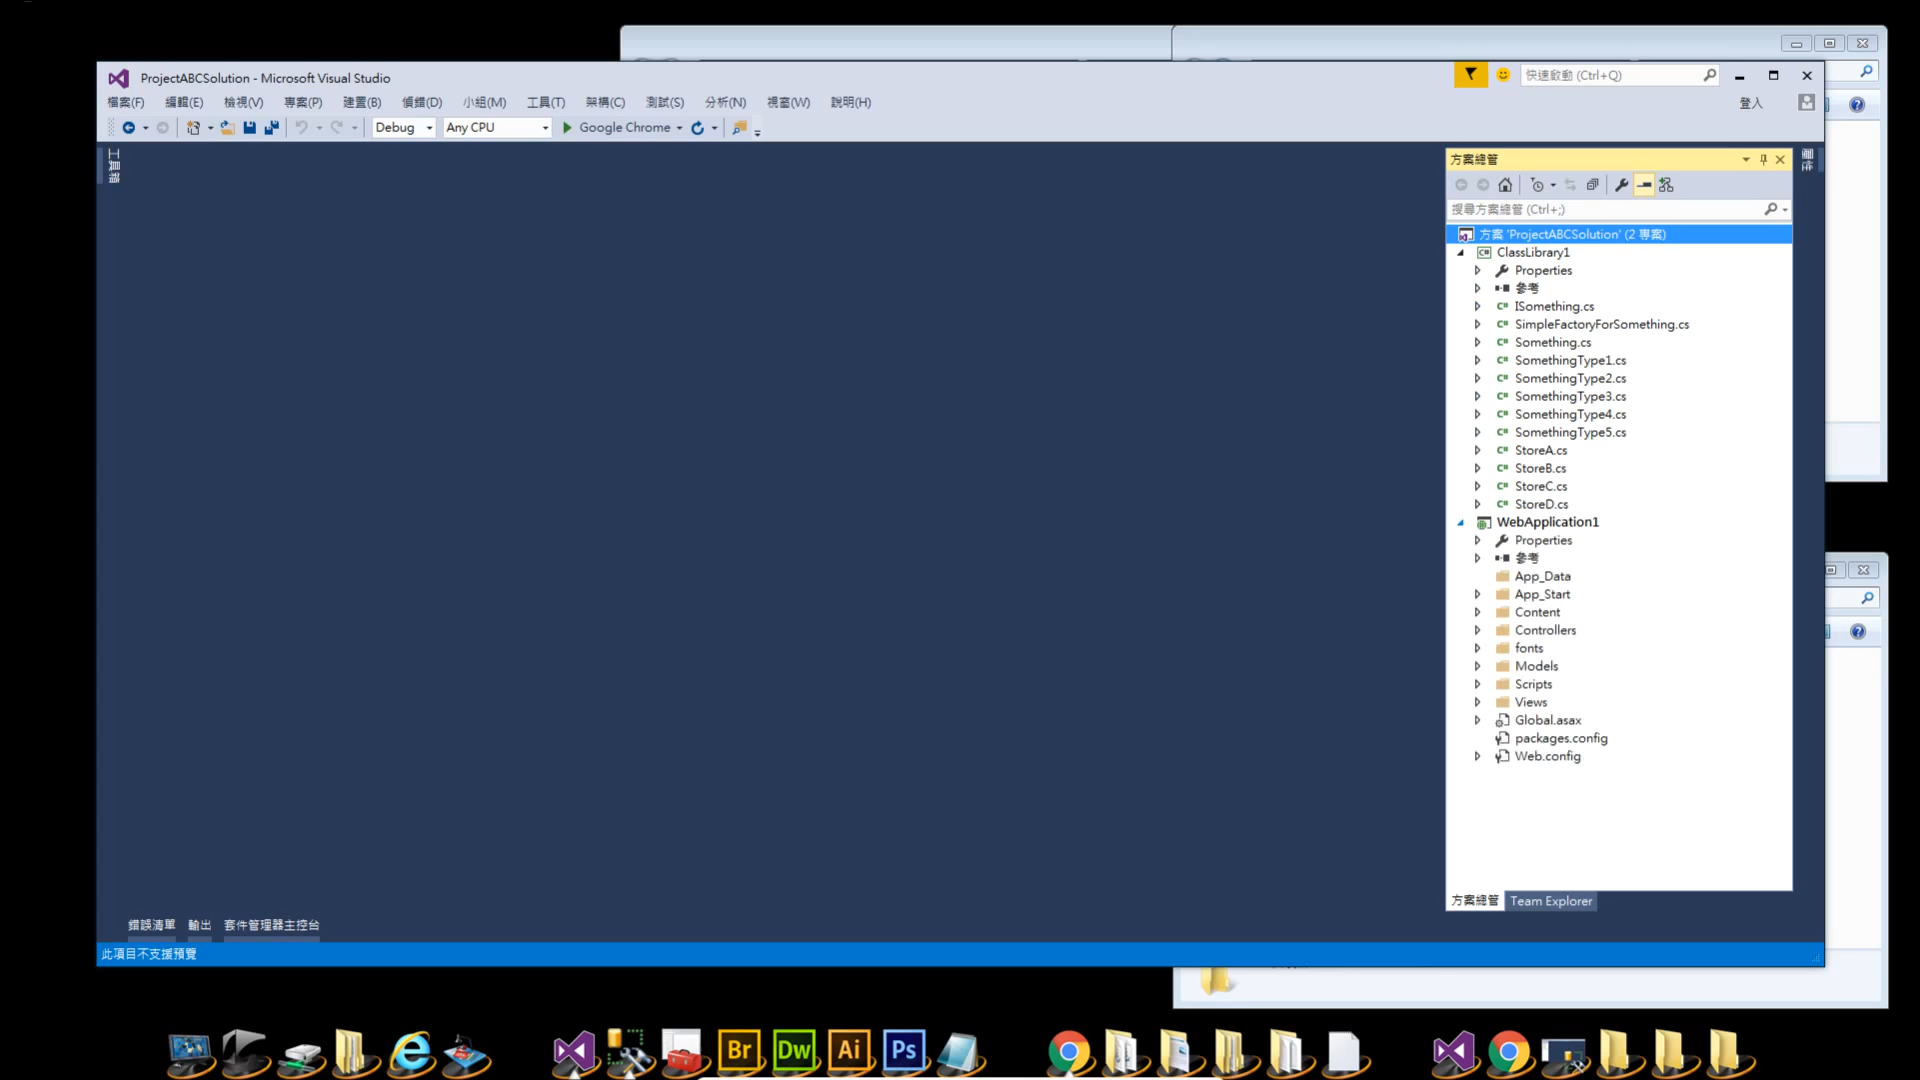 ProjectABCSolution - Microsoft Visual Studio
快速啟動 (Ctrl+Q)
檔案(F) 編輯(E) 檢視(V) 專案(P) 建置(B) 偵錯(D) 小組(M) 工具(T) 架構(C) 測試(S) 分析(N) 視窗(W) 說明(H)
登入
Debug Any CPU Google Chrome
工具箱
方案總管
搜尋方案總管 (Ctrl+;)
方案 'ProjectABCSolution' (2 專案)
C# ClassLibrary1
Properties
參考
C# ISomething.cs
C# SimpleFactoryForSomething.cs
C# Something.cs
C# SomethingType1.cs
C# SomethingType2.cs
C# SomethingType3.cs
C# SomethingType4.cs
C# SomethingType5.cs
C# StoreA.cs
C# StoreB.cs
C# StoreC.cs
C# StoreD.cs
WebApplication1
Properties
參考
App_Data
App_Start
Content
Controllers
fonts
Models
Scripts
Views
Global.asax
packages.config
Web.config
方案總管 Team Explorer
錯誤清單 輸出 套件管理器主控台
此項目不支援預覽
Br Dw Ai Ps